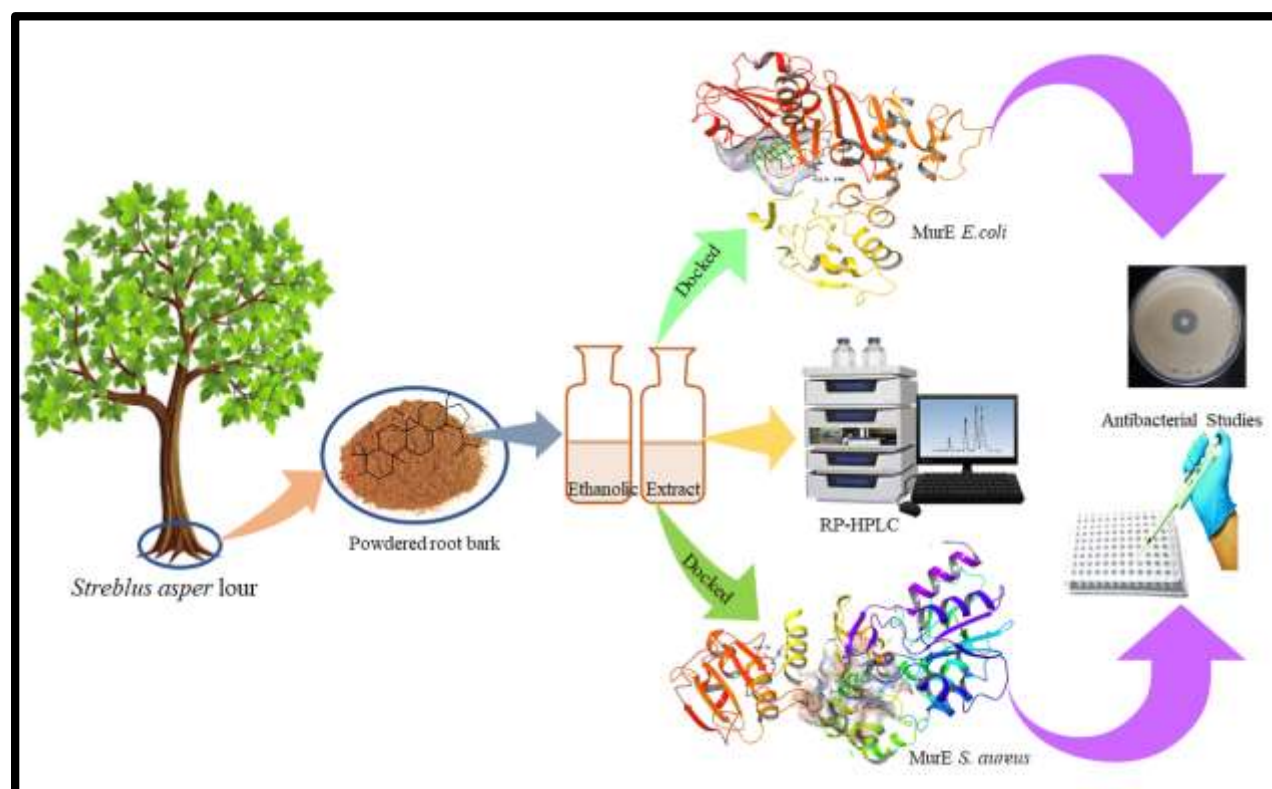 MurE E.coli
Docked
Antibacterial Studies
Ethanolic Extract
RP-HPLC
Powdered root bark
Streblus asper lour
Docked
MurE S. aureus